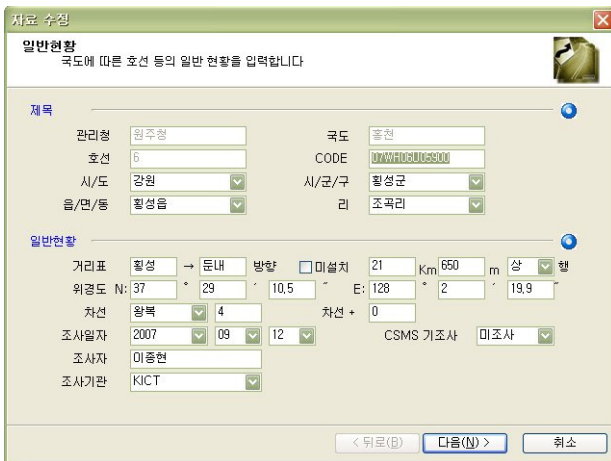 자료 수정
일반현황
국도에 따른 호선 등의 일반 현황을 입력합니다
제목
관리청 원주청 국도 홍천
호선 6 CODE 07WH06U05900
시/도 강원 시/군/구 횡성군
읍/면/동 횡성읍 리 조곡리
일반현황
거리표 횡성 → 둔내 방향 미설치 21 Km 650 m 상 행
위경도 N: 37 ° 29 ′ 10,5 ″ E: 128 ° 2 ′ 19,9 ″
차선 왕복 4 차선 + 0
조사일자 2007 09 12 CSMS 기조사 미조사
조사자 이종현
조사기관 KICT
< 뒤로(B) 다음(N) > 취소